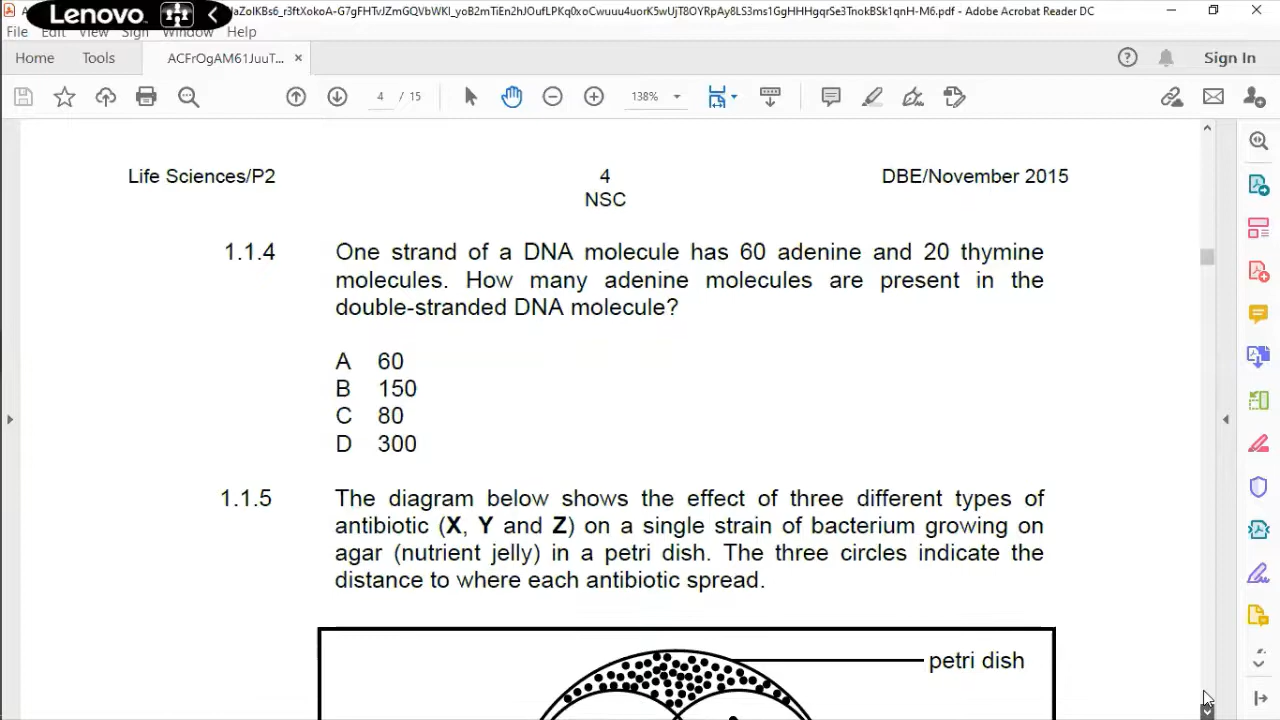 Lenovo
File Edit View Sign Window Help
- Adobe Acrobat Reader DC
Home Tools ACFrOgAM61JuuT... × Sign In
4 / 15 138%
Life Sciences/P2 4 DBE/November 2015
NSC
1.1.4 One strand of a DNA molecule has 60 adenine and 20 thymine
molecules. How many adenine molecules are present in the
double-stranded DNA molecule?
A 60
B 150
C 80
D 300
1.1.5 The diagram below shows the effect of three different types of
antibiotic (X, Y and Z) on a single strain of bacterium growing on
agar (nutrient jelly) in a petri dish. The three circles indicate the
distance to where each antibiotic spread.
petri dish